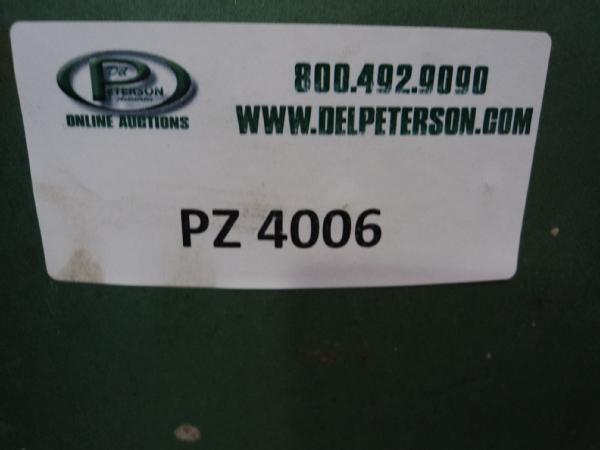 Del
PETERSON
ONLINE AUCTIONS
800.492.9090
WWW.DELPETERSON.COM
PZ 4006